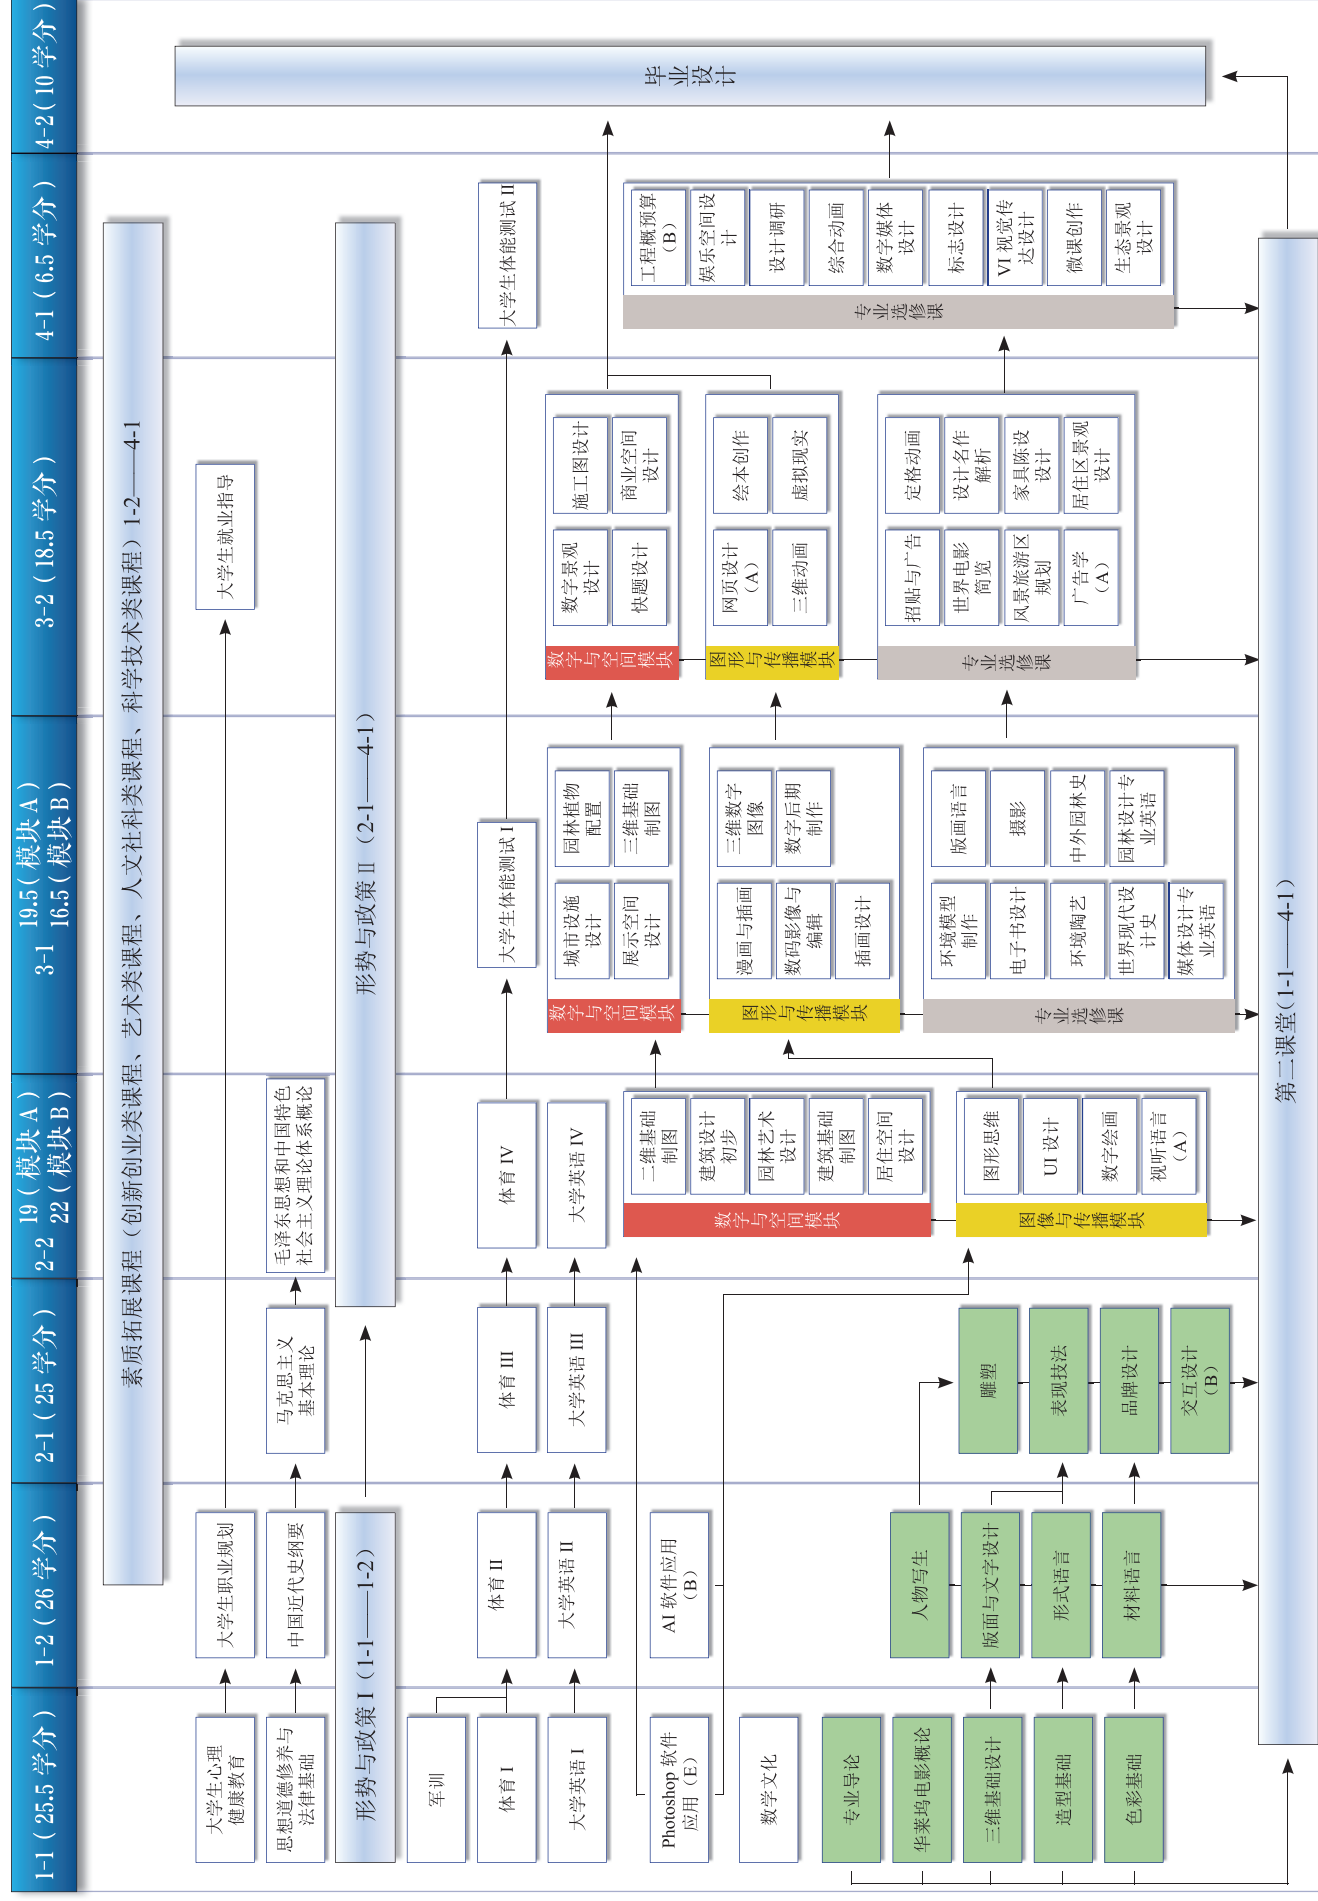 1-1（25.5 学分）
1-2（26 学分）
2-1（25 学分）
2-2 19（模块 A）
22（模块 B）
3-1 19.5（模块 A）
16.5（模块 B）
3-2（18.5 学分）
4-1（6.5 学分）
4-2（10 学分）
素质拓展课程（创新创业类课程、艺术类课程、人文社科类课程、科学技术类课程）1-2——4-1
大学生心理
健康教育
大学生职业规划
大学生就业指导
思想道德修养与
法律基础
中国近代史纲要
马克思主义
基本理论
毛泽东思想和中国特色
社会主义理论体系概论
形势与政策 I（1-1——1-2）
形势与政策 II（2-1——4-1）
军训
体育 I
体育 II
体育 III
体育 IV
大学生体能测试 I
大学生体能测试 II
大学英语 I
大学英语 II
大学英语 III
大学英语 IV
Photoshop 软件
应用（E）
AI 软件应用
（B）
数学文化
专业导论
华莱坞电影概论
三维基础设计
造型基础
色彩基础
人物写生
版面与文字设计
形式语言
材料语言
雕塑
表现技法
品牌设计
交互设计
（B）
数字与空间模块
二维基础
制图
建筑设计
初步
园林艺术
设计
建筑基础
制图
居住空间
设计
图像与传播模块
图形思维
UI 设计
数字绘画
视听语言
（A）
数字与空间模块
城市设施
设计
园林植物
配置
展示空间
设计
三维基础
制图
图形与传播模块
漫画与插画
三维数字
图像
数码影像与
编辑
数字后期
制作
插画设计
专业选修课
环境模型
制作
版画语言
电子书设计
摄影
环境陶艺
中外园林史
世界现代设
计史
园林设计专
业英语
媒体设计专
业英语
数字与空间模块
数字景观
设计
施工图设计
快题设计
商业空间
设计
图形与传播模块
网页设计
（A）
绘本创作
三维动画
虚拟现实
专业选修课
招贴与广告
定格动画
世界电影
简览
设计名作
解析
风景旅游区
规划
家具陈设
设计
广告学
（A）
居住区景观
设计
专业选修课
工程概预算
（B）
娱乐空间设
计
设计调研
综合动画
数字媒体
设计
标志设计
VI 视觉传
达设计
微课创作
生态景观
设计
毕业设计
第二课堂（1-1——4-1）